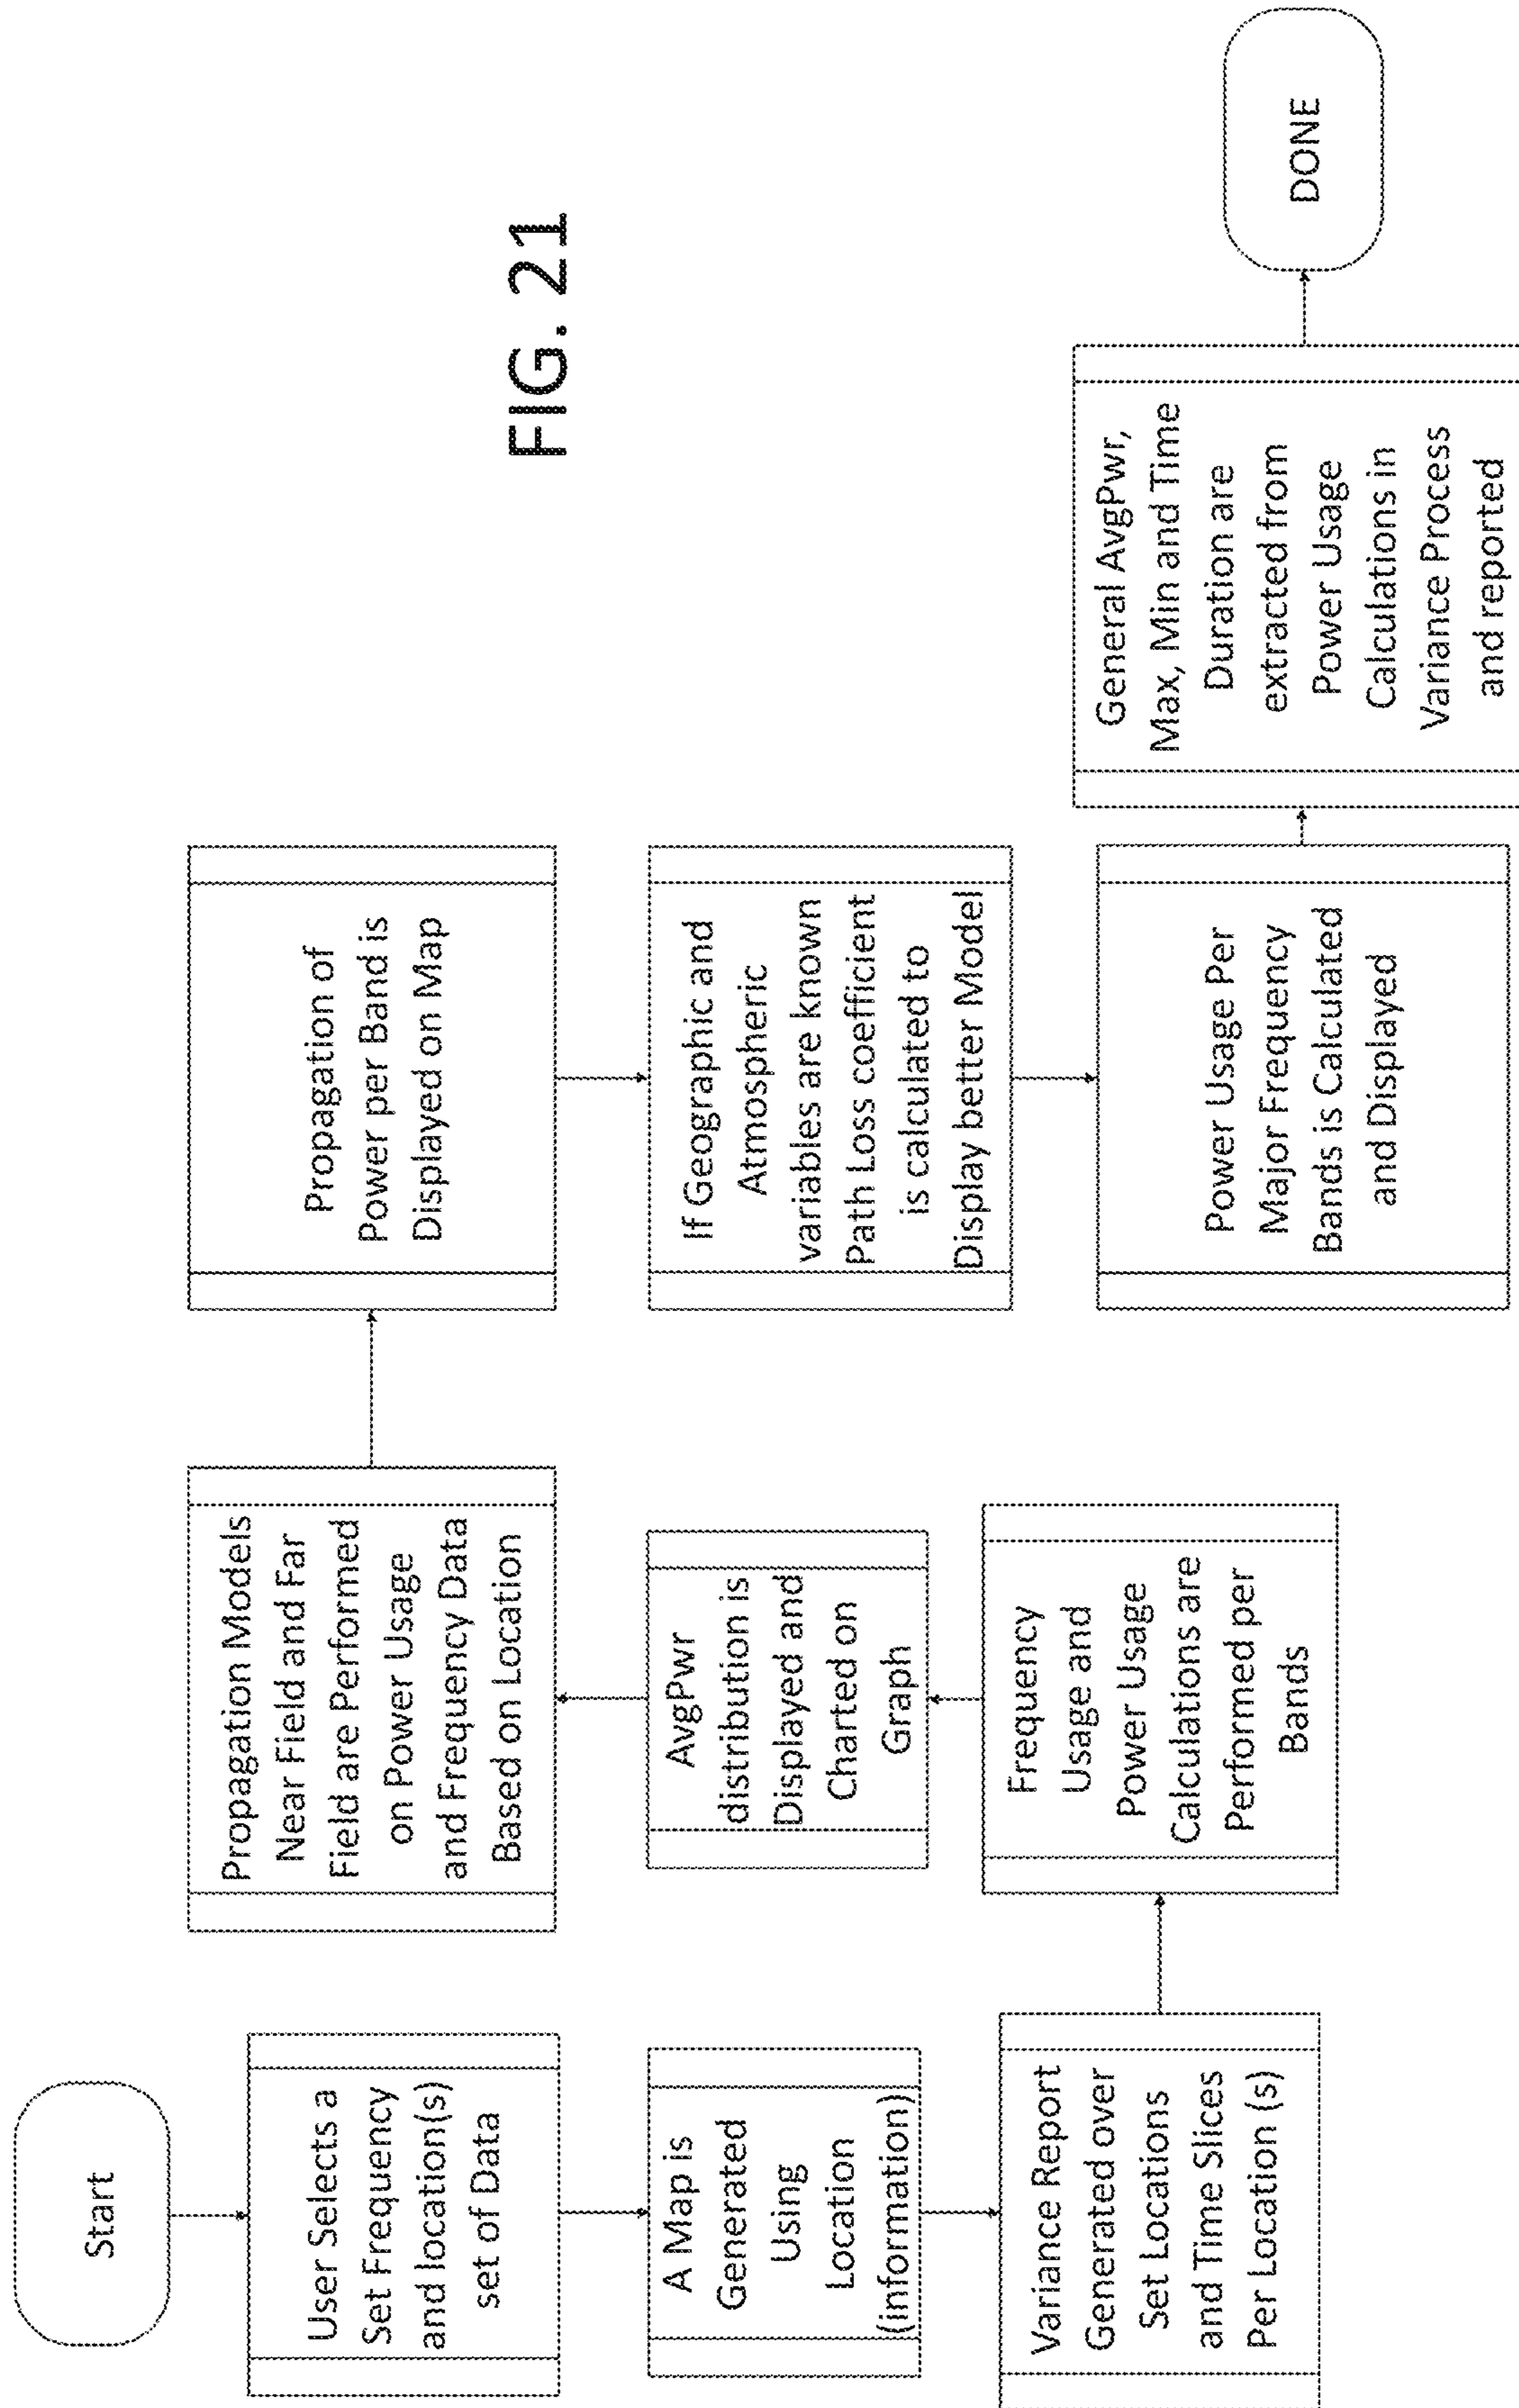 Start
User Selects a
Set Frequency
and location(s)
set of Data
A Map is
Generated
Using
Location
(information)
Variance Report
Generated over
Set Locations
and Time Slices
Per Location (s)
Frequency
Usage and
Power Usage
Calculations are
Performed per
Bands
AvgPwr
distribution is
Displayed and
Charted on
Graph
Propagation Models
Near Field and Far
Field are Performed
on Power Usage
and Frequency Data
Based on Location
Propagation of
Power per Band is
Displayed on Map
If Geographic and
Atmospheric
variables are known
Path Loss coefficient
is calculated to
Display better Model
Power Usage Per
Major Frequency
Bands is Calculated
and Displayed
General AvgPwr,
Max, Min and Time
Duration are
extracted from
Power Usage
Calculations in
Variance Process
and reported
DONE
FIG. 21